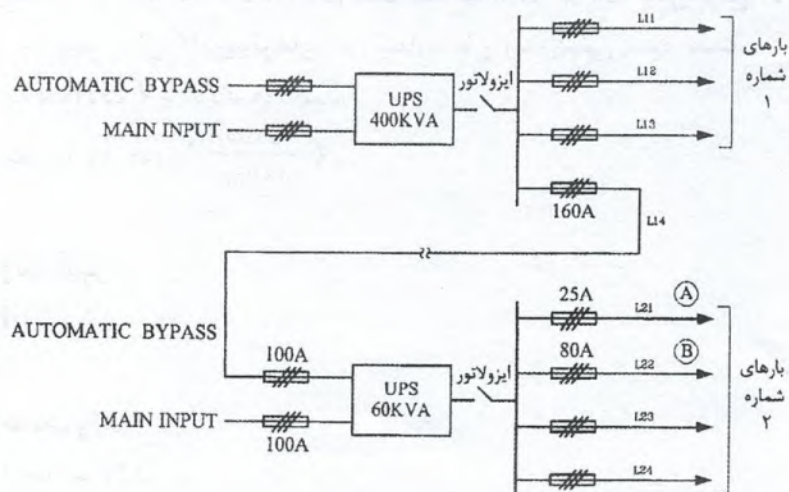 L11
AUTOMATIC BYPASS
MAIN INPUT
UPS
400KVA
ایزولاتور
L12
L13
بارهای
شماره
۱
160A
L14
AUTOMATIC BYPASS
100A
MAIN INPUT
100A
UPS
60KVA
ایزولاتور
25A
L21
A
80A
L22
B
L23
L24
بارهای
شماره
۲